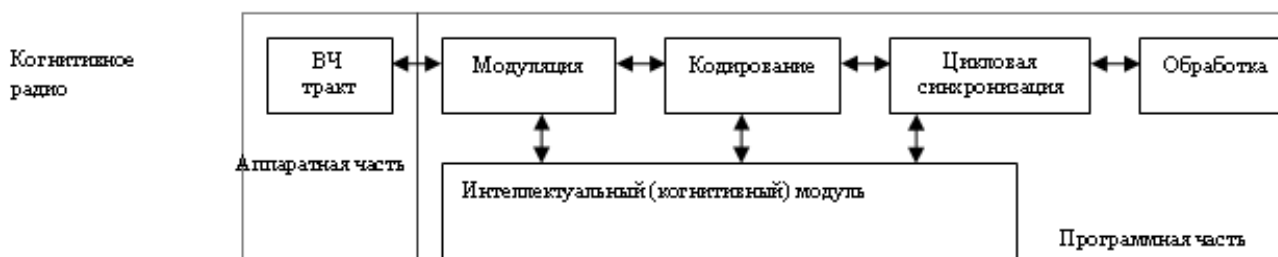 Когнитивное
радио
ВЧ
тракт
Модуляция
Кодирование
Цикловая
синхронизация
Обработка
Аппаратная часть
Интеллектуальный (когнитивный) модуль
Программная часть